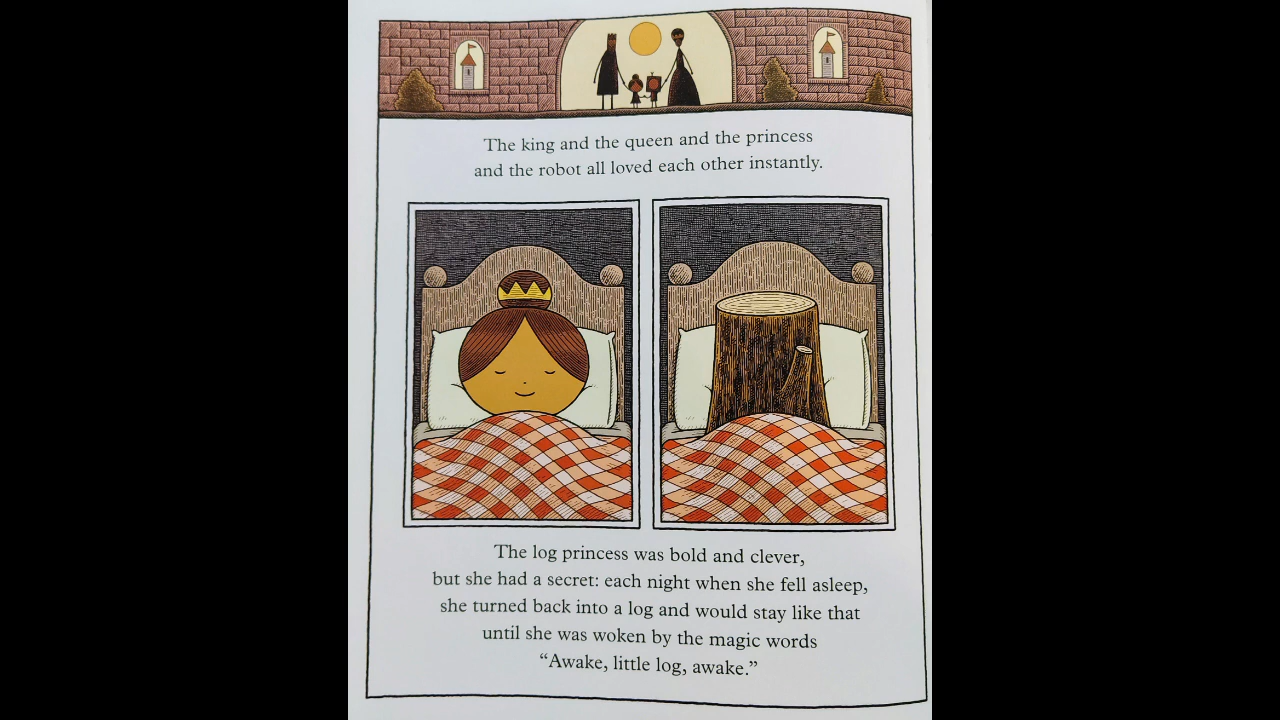 The king and the queen and the princess
and the robot all loved each other instantly.
The log princess was bold and clever,
but she had a secret: each night when she fell asleep,
she turned back into a log and would stay like that
until she was woken by the magic words
“Awake, little log, awake.”